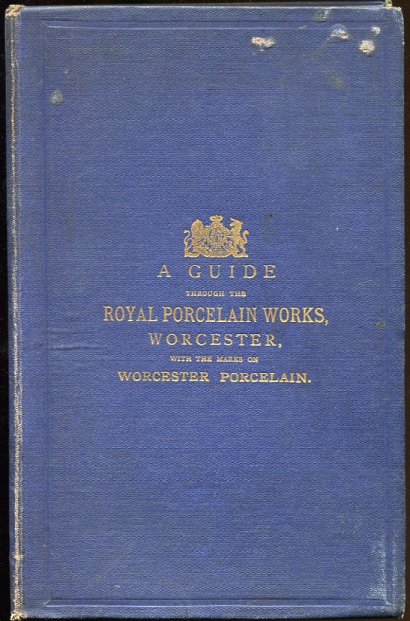 A GUIDE
THROUGH THE
ROYAL PORCELAIN WORKS,
WORCESTER,
WITH THE MARKS ON
WORCESTER PORCELAIN.